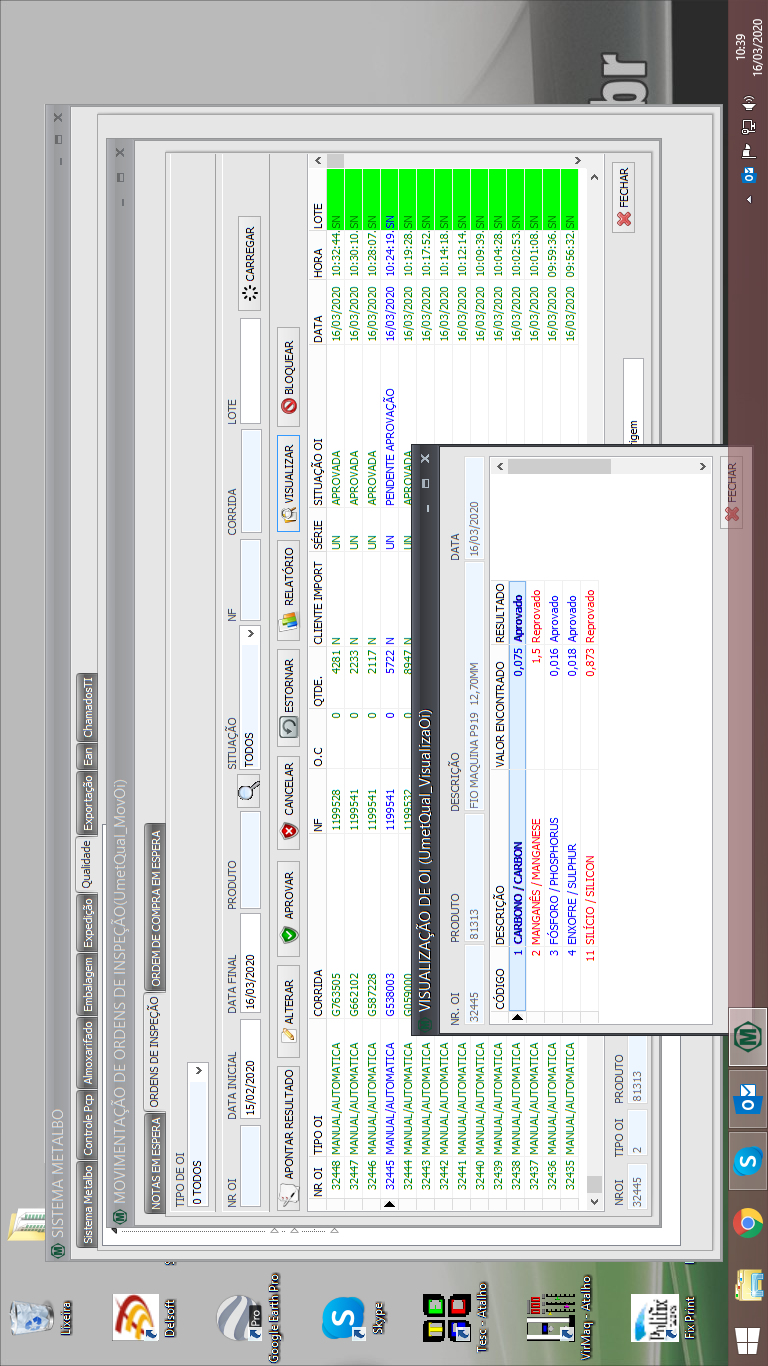 SISTEMA METALBO
Sistema Metalbo Controle Pcp Almoxarifado Embalagem Expedição Qualidade Exportação Ean ChamadosTI
MOVIMENTAÇÃO DE ORDENS DE INSPEÇÃO(UmetQual_MovOi)
NOTAS EM ESPERA ORDENS DE INSPEÇÃO ORDEM DE COMPRA EM ESPERA
TIPO DE OI
0 TODOS
NR OI DATA INICIAL DATA FINAL PRODUTO SITUAÇÃO NF CORRIDA LOTE
15/02/2020 16/03/2020 TODOS CARREGAR
APONTAR RESULTADO ALTERAR APROVAR CANCELAR ESTORNAR RELATÓRIO VISUALIZAR BLOQUEAR
NR OI TIPO OI CORRIDA NF O.C QTDE. CLIENTE IMPORT SÉRIE SITUAÇÃO OI DATA HORA LOTE
32448 MANUAL/AUTOMATICA G763505 1199528 0 4281 N UN APROVADA 16/03/2020 10:32:44. SN
32447 MANUAL/AUTOMATICA G662102 1199541 0 2233 N UN APROVADA 16/03/2020 10:30:10. SN
32446 MANUAL/AUTOMATICA G587228 1199541 0 2117 N UN APROVADA 16/03/2020 10:28:07. SN
32445 MANUAL/AUTOMATICA G538003 1199541 0 5722 N UN PENDENTE APROVAÇÃO 16/03/2020 10:24:19. SN
32444 MANUAL/AUTOMATICA G059000 1199532 0 8947 N UN APROVADA 16/03/2020 10:19:28. SN
32443 MANUAL/AUTOMATICA 16/03/2020 10:17:52. SN
32442 MANUAL/AUTOMATICA 16/03/2020 10:14:18. SN
32441 MANUAL/AUTOMATICA 16/03/2020 10:12:14. SN
32440 MANUAL/AUTOMATICA 16/03/2020 10:09:39. SN
32439 MANUAL/AUTOMATICA 16/03/2020 10:04:28. SN
32438 MANUAL/AUTOMATICA 16/03/2020 10:02:53. SN
32437 MANUAL/AUTOMATICA 16/03/2020 10:01:08. SN
32436 MANUAL/AUTOMATICA 16/03/2020 09:59:36. SN
32435 MANUAL/AUTOMATICA 16/03/2020 09:56:32. SN
NROI TIPO OI PRODUTO rigem FECHAR
32445 2 81313
VISUALIZAÇÃO DE OI (UmetQual_VisualizaOi)
NR. OI PRODUTO DESCRIÇÃO DATA
32445 81313 FIO MAQUINA P919 12,70MM 16/03/2020
CÓDIGO DESCRIÇÃO VALOR ENCONTRADO RESULTADO
1 CARBONO / CARBON 0,075 Aprovado
2 MANGANÊS / MANGANESE 1,5 Reprovado
3 FÓSFORO / PHOSPHORUS 0,016 Aprovado
4 ENXOFRE / SULPHUR 0,018 Aprovado
11 SILÍCIO / SILICON 0,873 Reprovado
FECHAR
Lixeira
Delsoft
Google Earth Pro
Skype
Tesc - Atalho
VirMaq - Atalho
Fix Print
br
10:39
16/03/2020